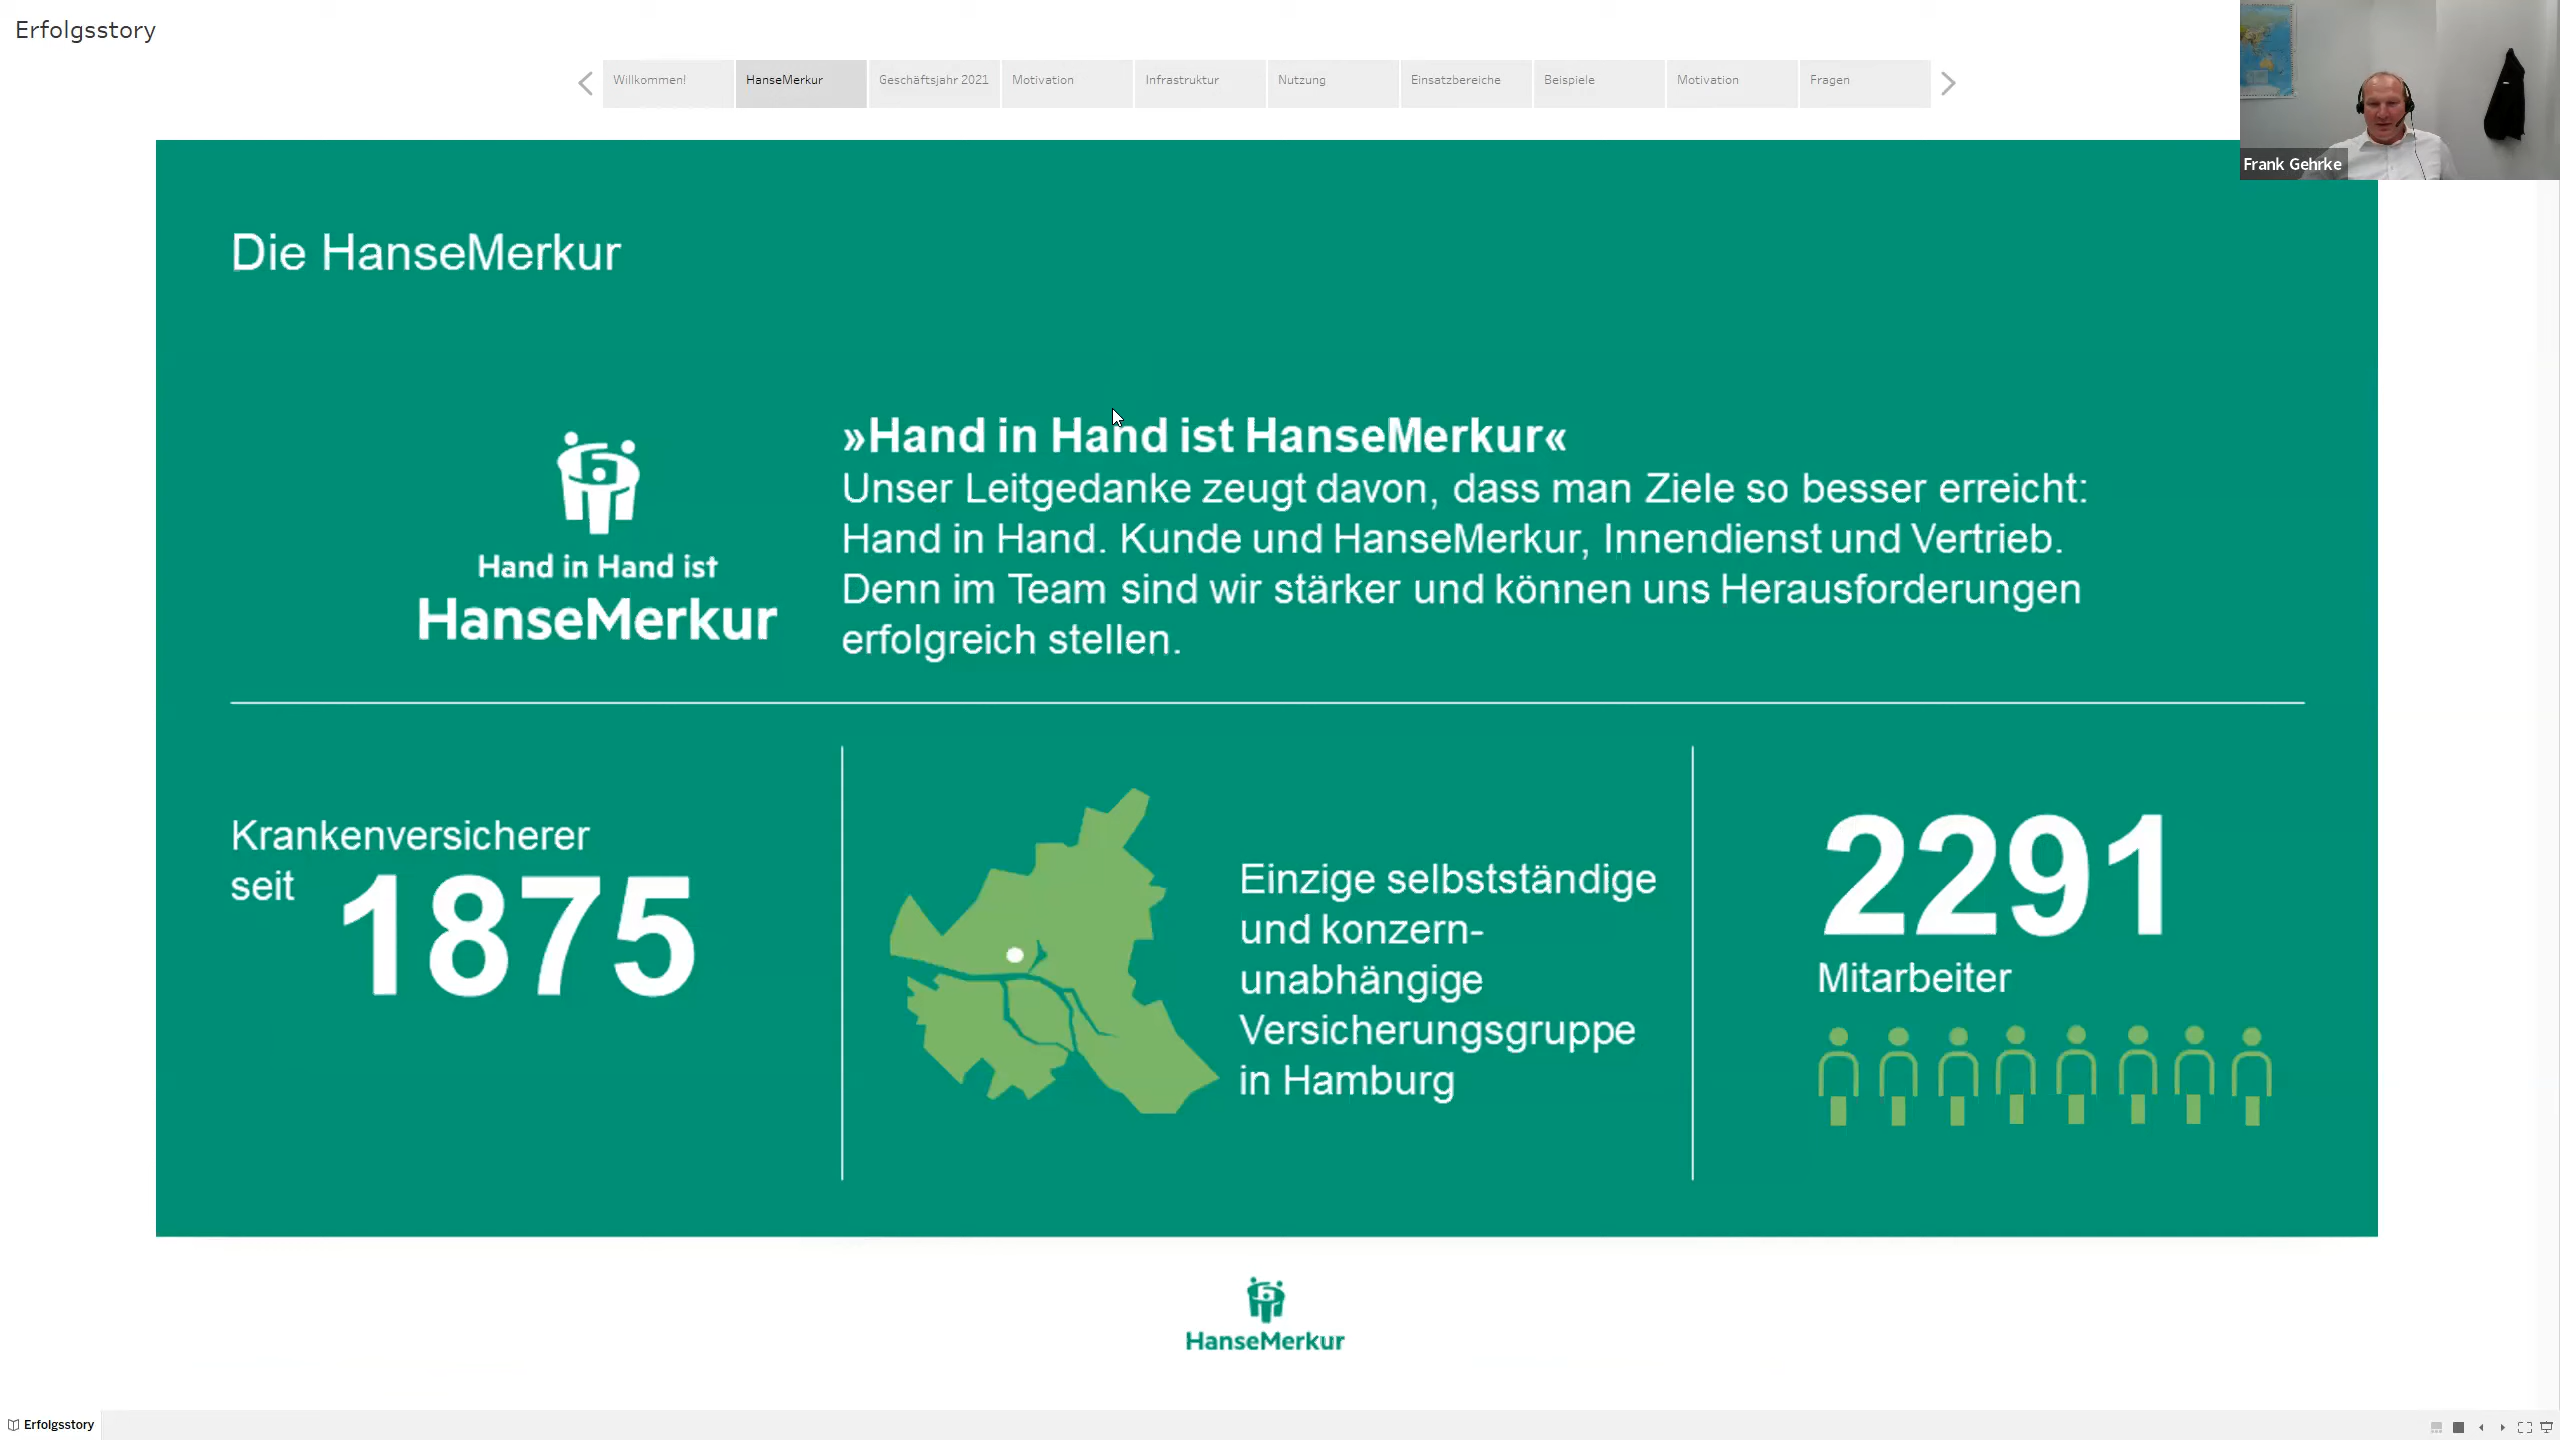 Erfolgsstory
Willkommen!
HanseMerkur
Geschäftsjahr 2021
Motivation
Infrastruktur
Nutzung
Einsatzbereiche
Beispiele
Motivation
Fragen
Frank Gehrke
Die HanseMerkur
Hand in Hand ist
HanseMerkur
»Hand in Hand ist HanseMerkur«
Unser Leitgedanke zeugt davon, dass man Ziele so besser erreicht:
Hand in Hand. Kunde und HanseMerkur, Innendienst und Vertrieb.
Denn im Team sind wir stärker und können uns Herausforderungen
erfolgreich stellen.
Krankenversicherer
seit 1875
Einzige selbstständige
und konzern-
unabhängige
Versicherungsgruppe
in Hamburg
2291
Mitarbeiter
HanseMerkur
Erfolgsstory